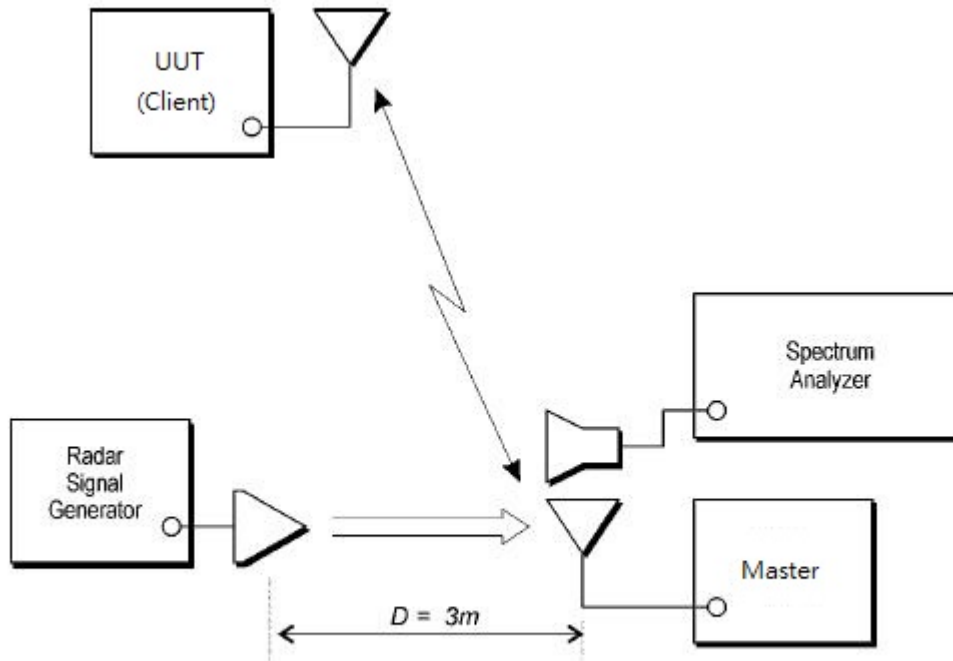 UUT
(Client)
Spectrum
Analyzer
Radar
Signal
Generator
Master
D = 3m